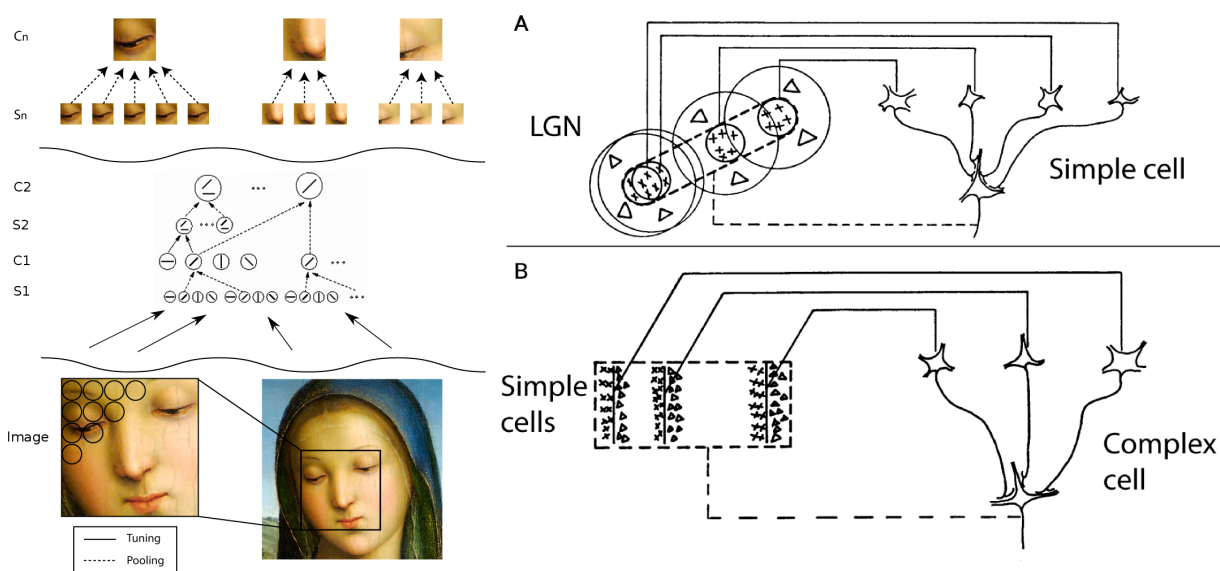 Cn
Sn
C2
S2
C1
S1
Image
Tuning
Pooling
A
LGN
Simple cell
B
Simple
cells
Complex
cell